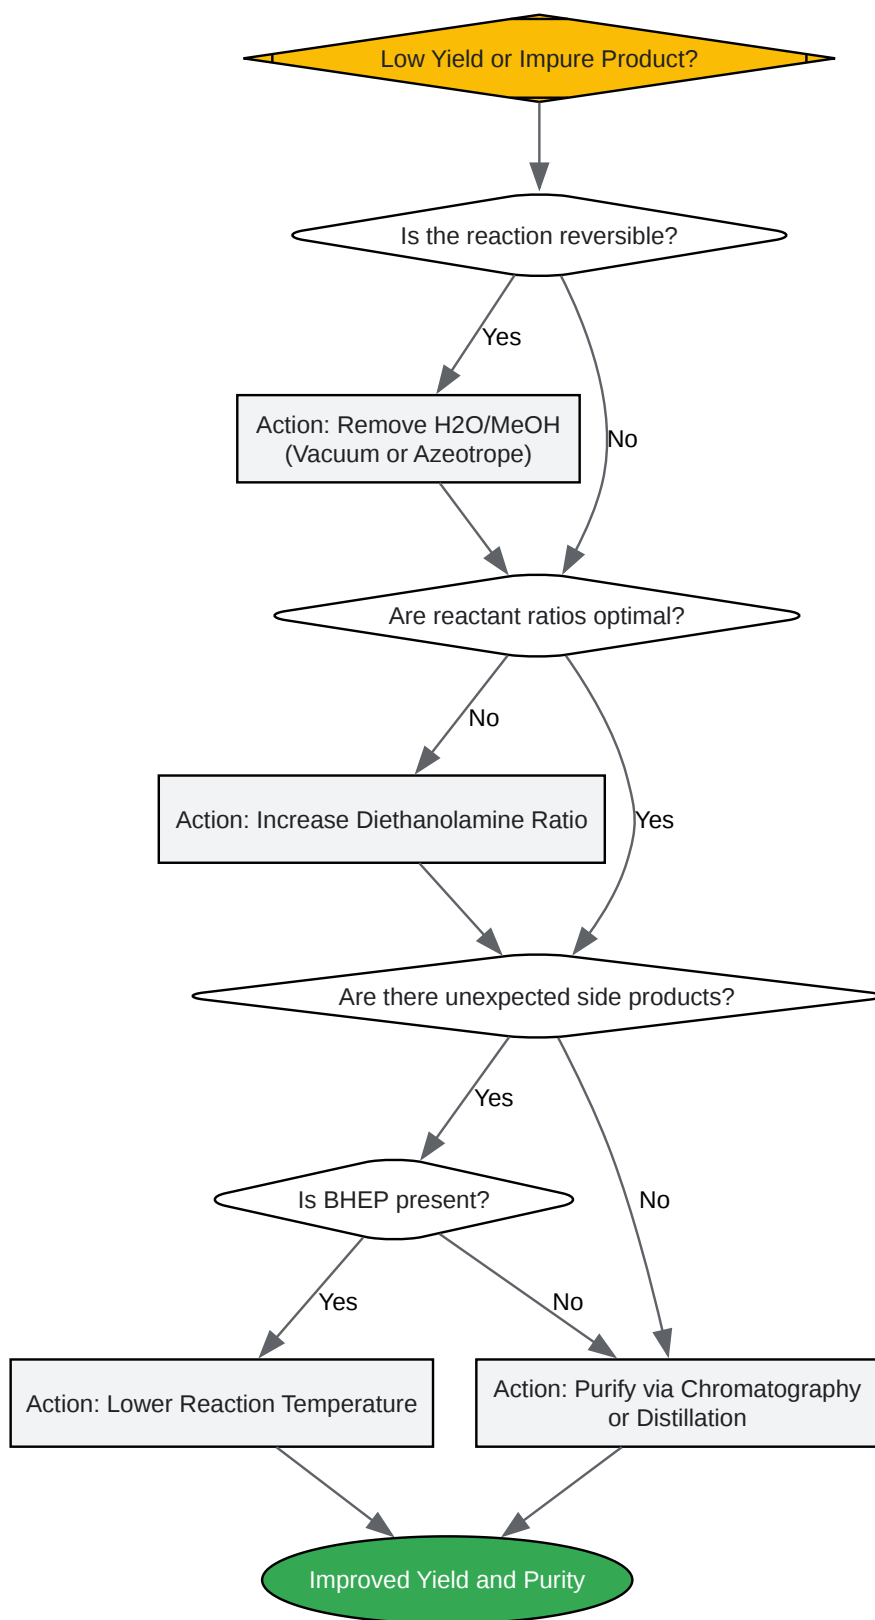 Low Yield or Impure Product?
Is the reaction reversible?
Yes
Action: Remove H2O/MeOH
(Vacuum or Azeotrope)
No
Are reactant ratios optimal?
No
Action: Increase Diethanolamine Ratio
Yes
Are there unexpected side products?
Yes
Is BHEP present?
No
Yes
No
Action: Lower Reaction Temperature
Action: Purify via Chromatography
or Distillation
Improved Yield and Purity